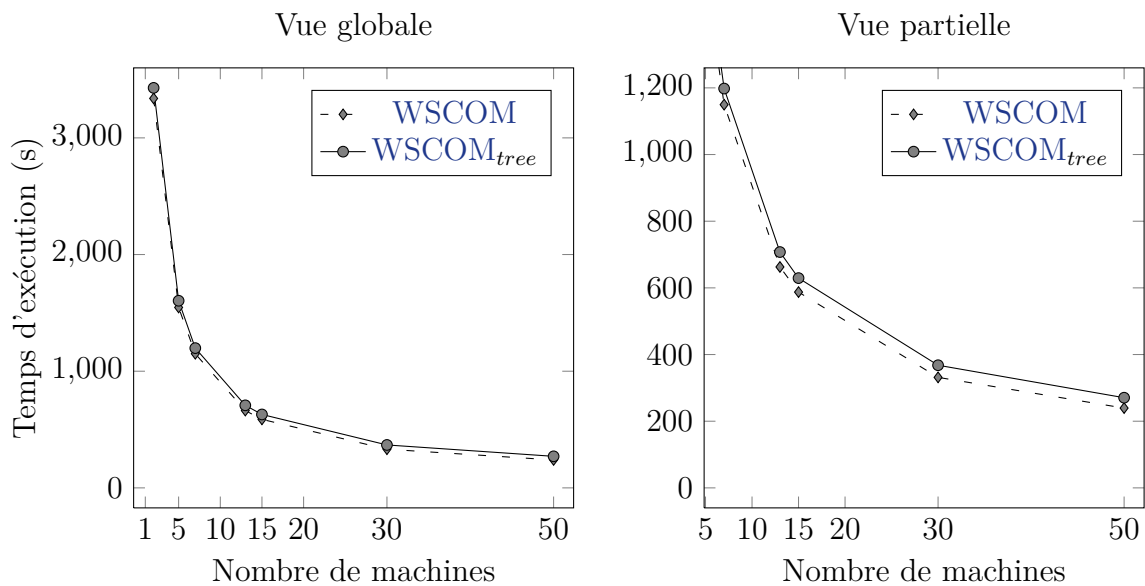 Vue globale
Temps d'exécution (s)
3,000
2,000
1,000
0
1 5 10 15 20 30 50
Nombre de machines
WSCOM
WSCOM_tree
Vue partielle
1,200
1,000
800
600
400
200
0
5 10 15 20 30 50
Nombre de machines
WSCOM
WSCOM_tree